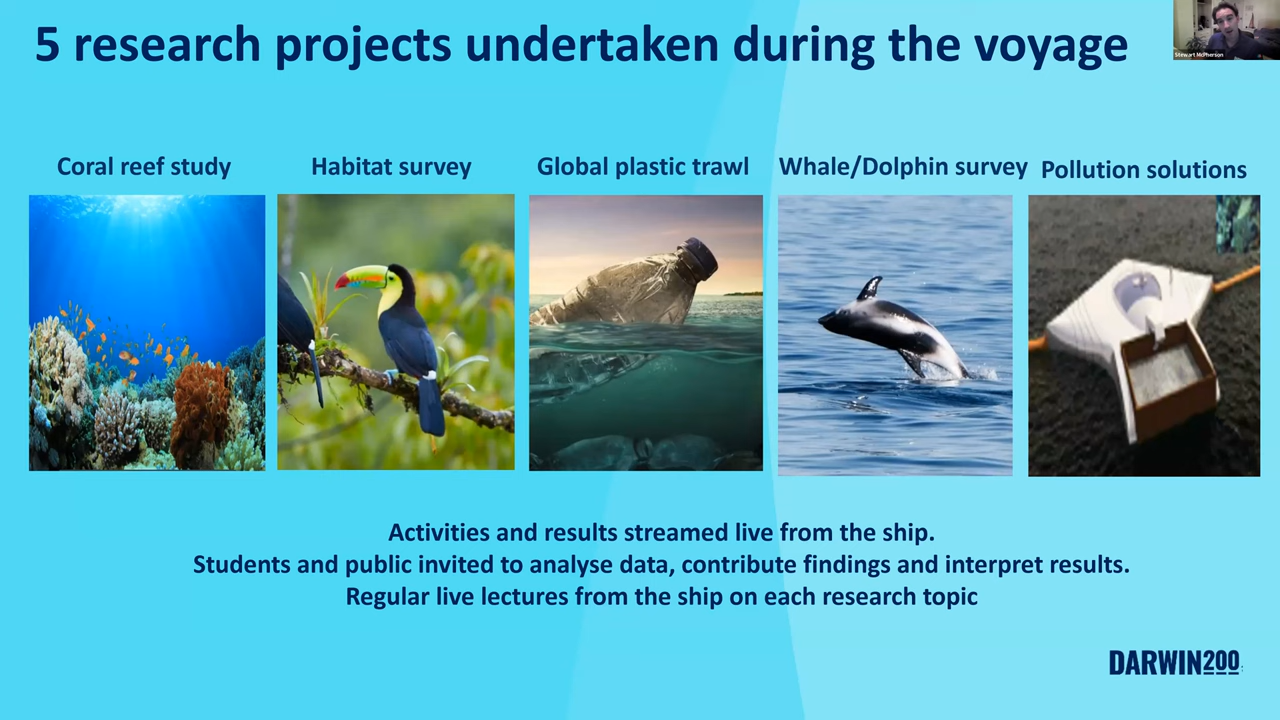 5 research projects undertaken during the voyage
Stewart McPherson
Coral reef study
Habitat survey
Global plastic trawl
Whale/Dolphin survey
Pollution solutions
Activities and results streamed live from the ship.
Students and public invited to analyse data, contribute findings and interpret results.
Regular live lectures from the ship on each research topic
DARWIN200